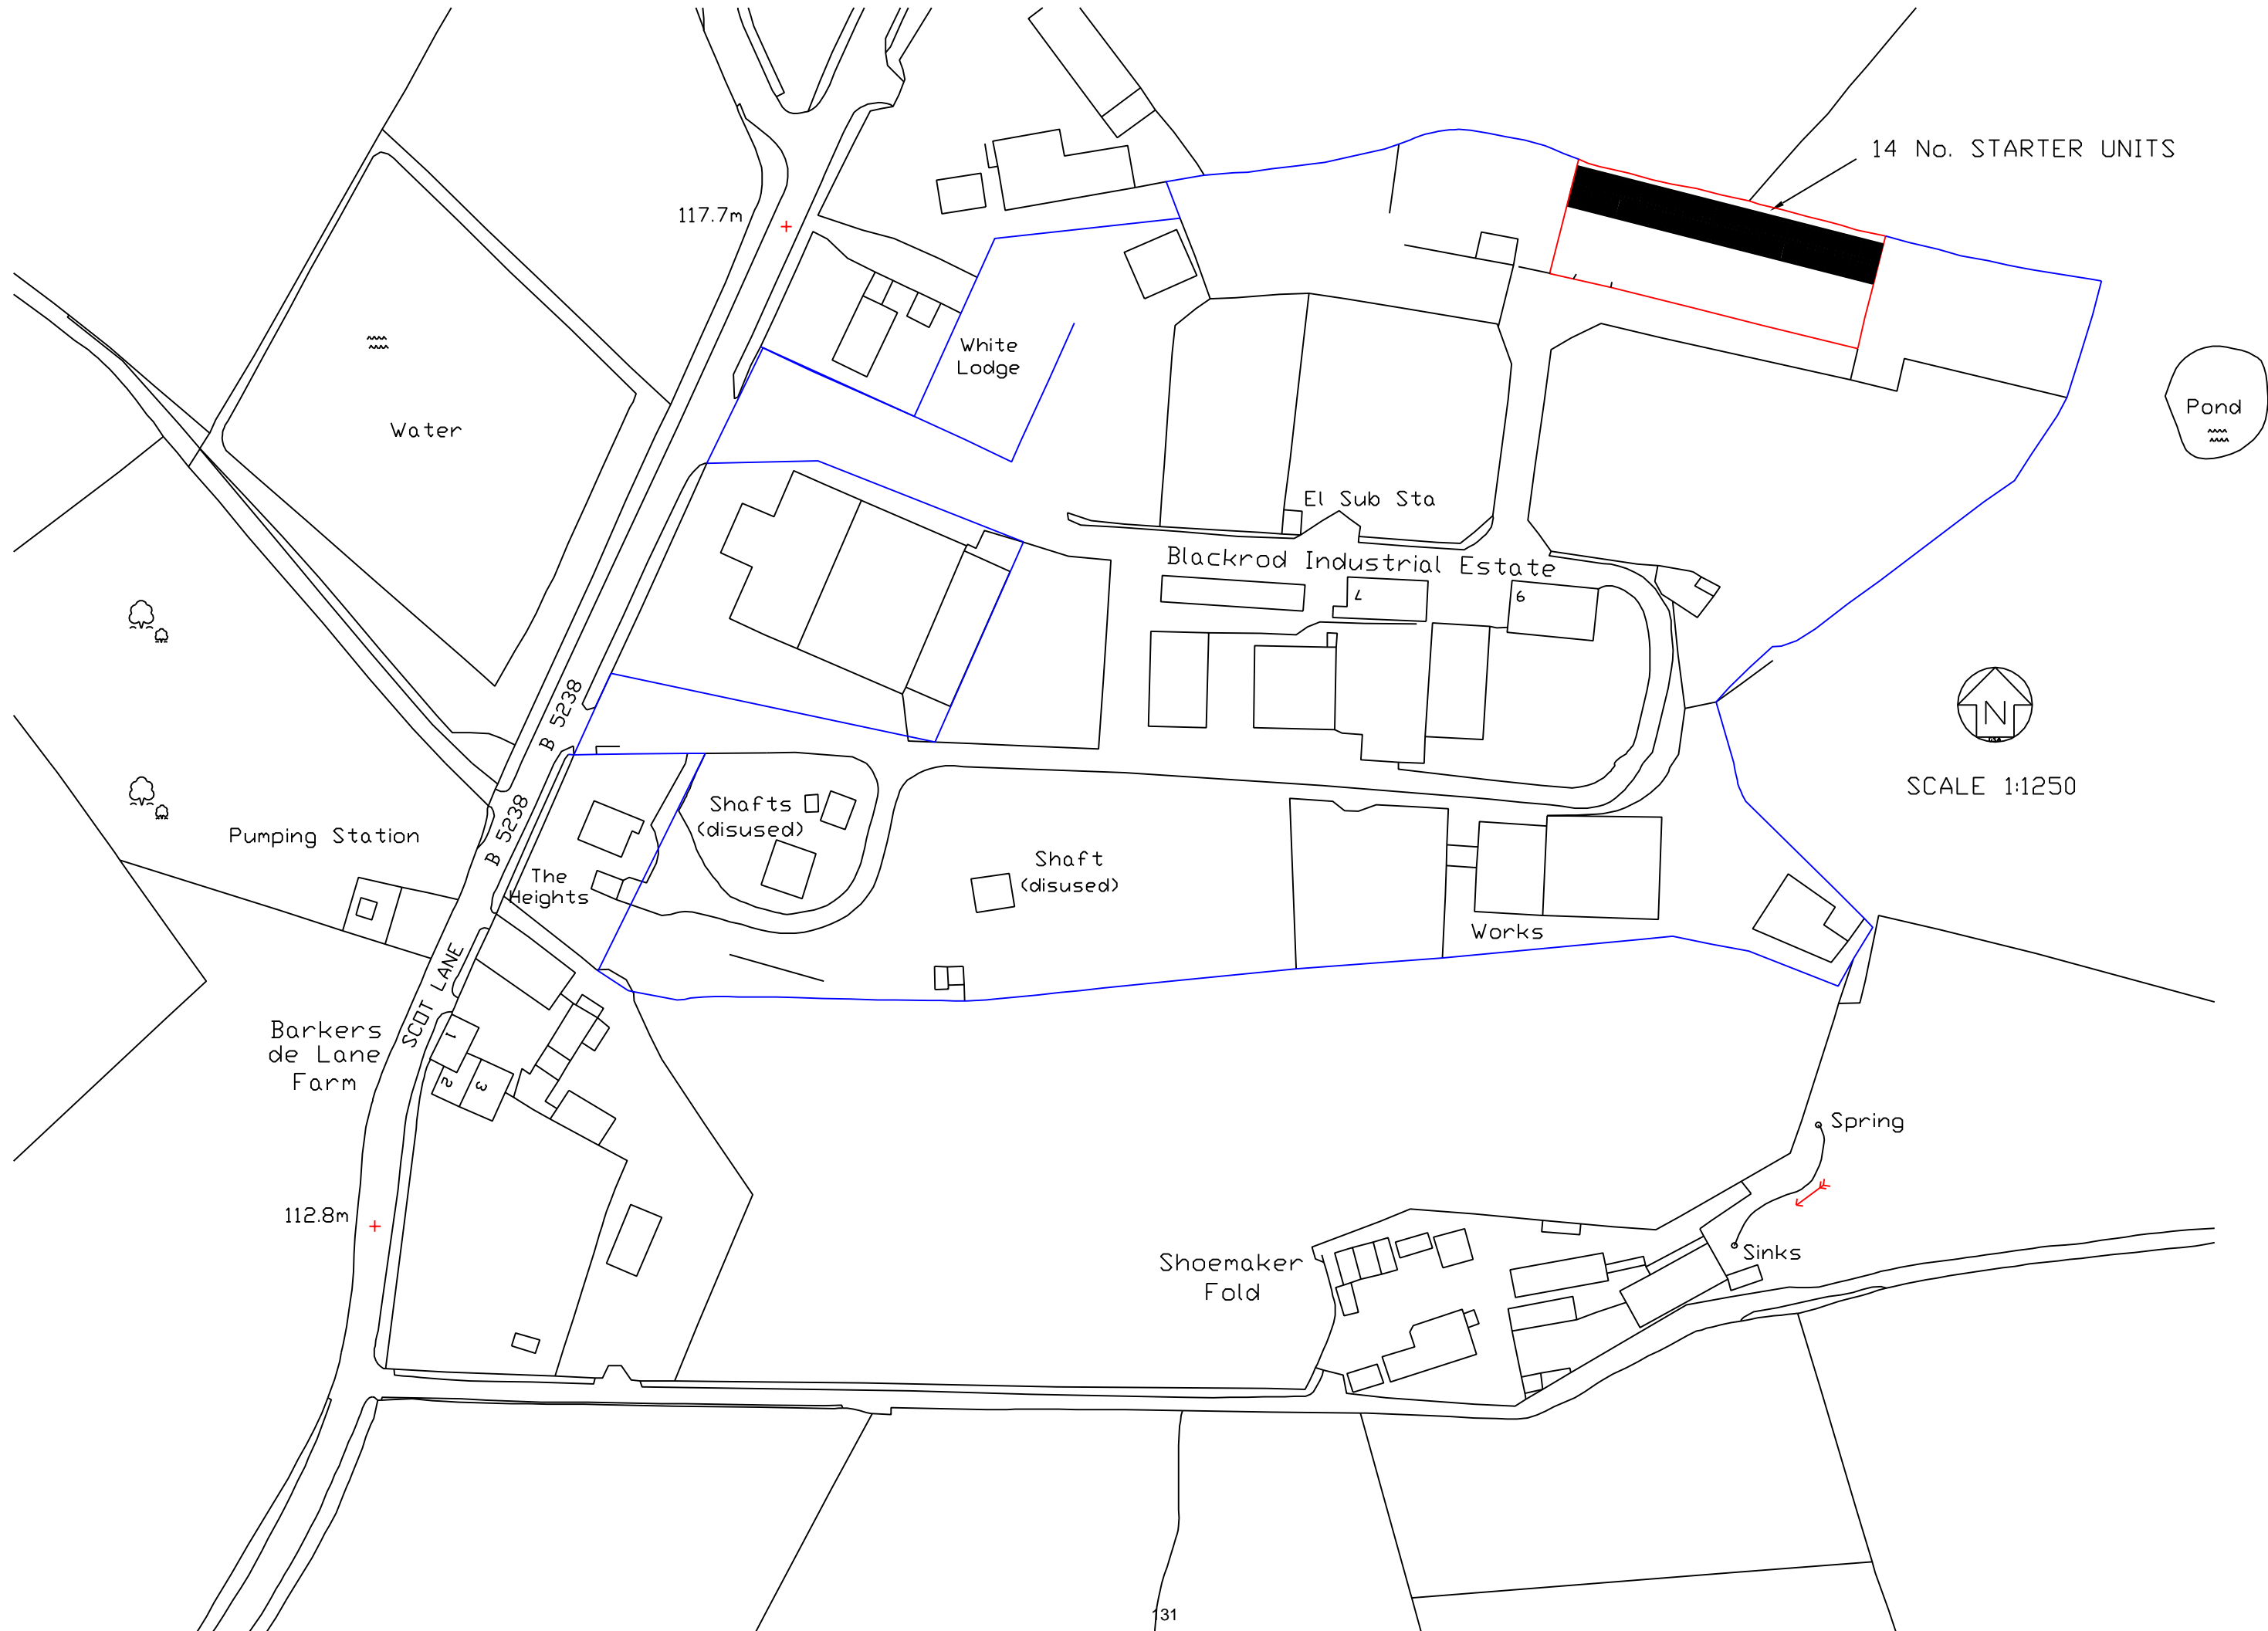 14 No. STARTER UNITS
117.7m
White
Lodge
Pond
Water
El Sub Sta
Blackrod Industrial Estate
7
9
B 5238
N
SCALE 1:1250
Shafts
(disused)
B 5238
Pumping Station
Shaft
(disused)
The
Heights
Works
SCOT LANE
Barkers
de Lane
Farm
1
2
3
Spring
112.8m
Sinks
Shoemaker
Fold
131